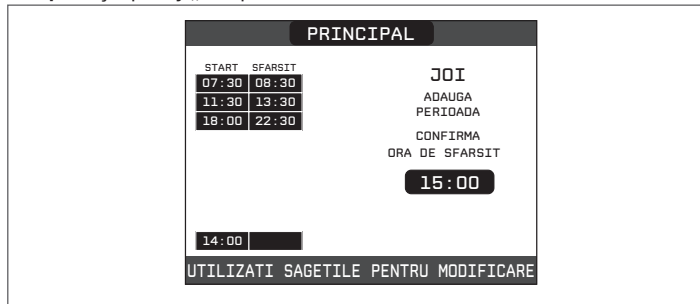 PRINCIPAL
START SFARSIT
07:30 08:30
11:30 13:30
18:00 22:30
14:00
JOI
ADAUGA
PERIOADA
CONFIRMA
ORA DE SFARSIT
15:00
UTILIZATI SAGETILE PENTRU MODIFICARE